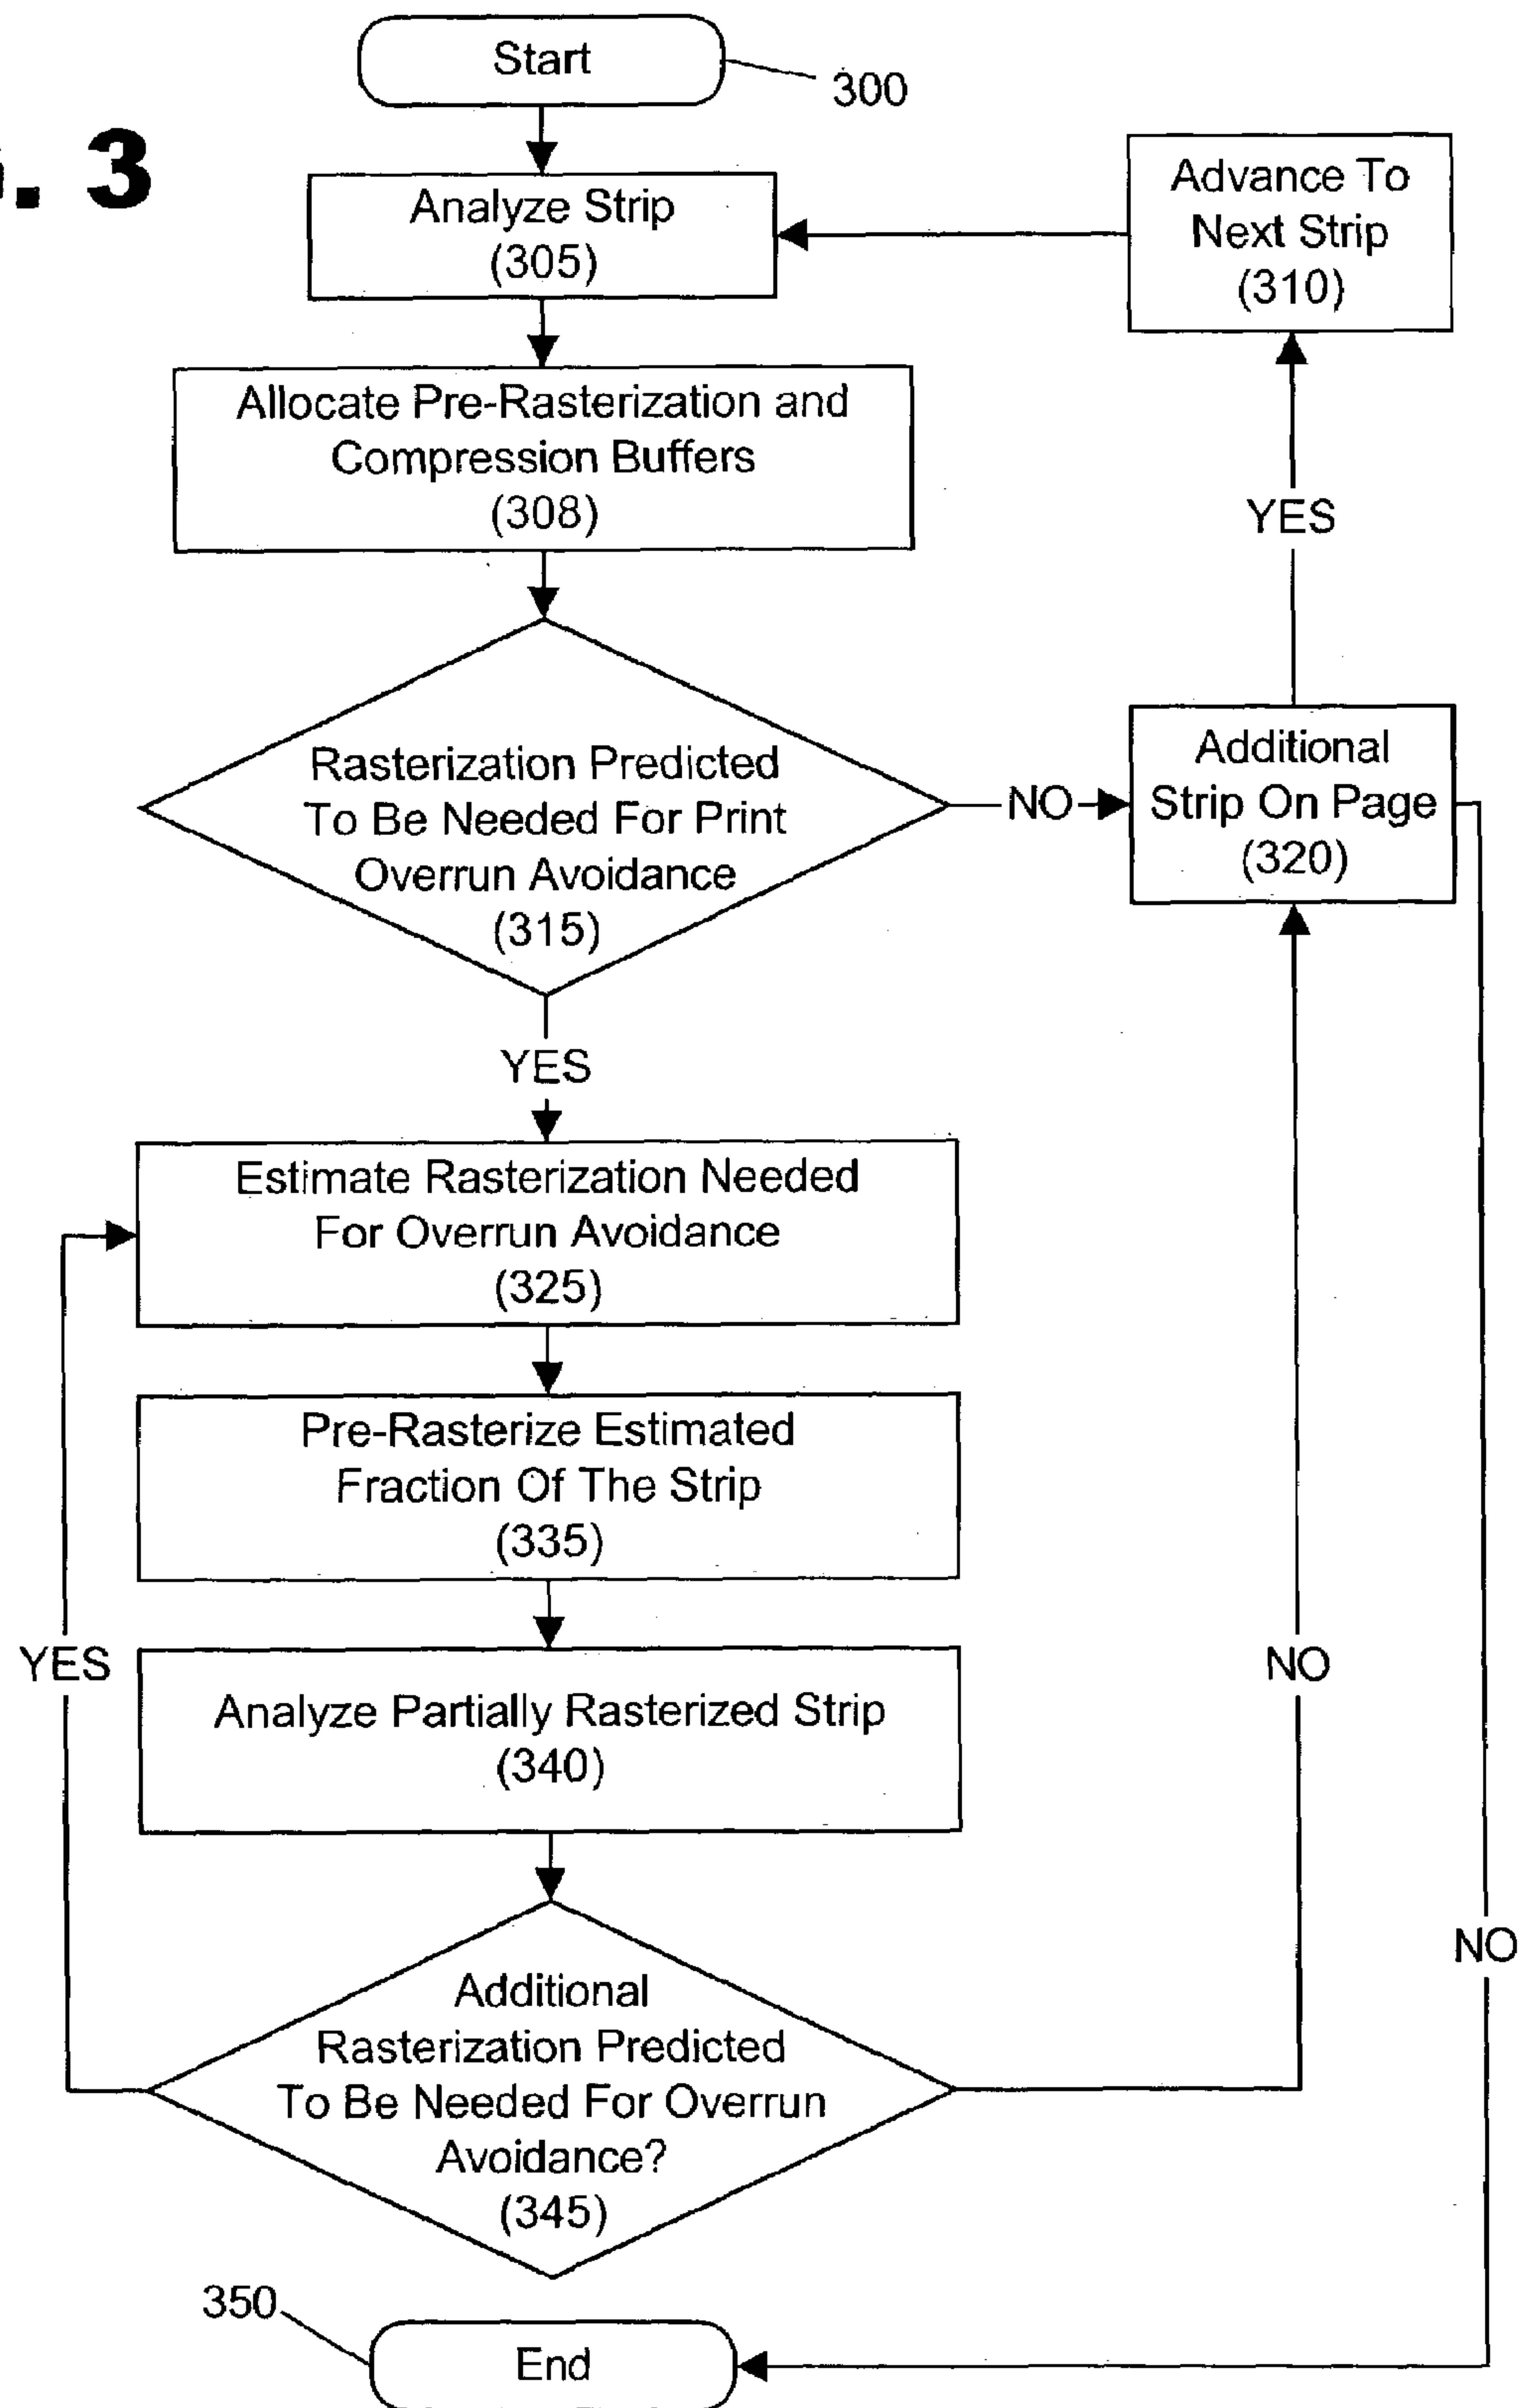 . 3
Start
300
Analyze Strip
(305)
Advance To
Next Strip
(310)
Allocate Pre-Rasterization and
Compression Buffers
(308)
YES
Rasterization Predicted
To Be Needed For Print
Overrun Avoidance
(315)
NO
Additional
Strip On Page
(320)
YES
Estimate Rasterization Needed
For Overrun Avoidance
(325)
Pre-Rasterize Estimated
Fraction Of The Strip
(335)
YES
Analyze Partially Rasterized Strip
(340)
NO
NO
Additional
Rasterization Predicted
To Be Needed For Overrun
Avoidance?
(345)
350
End